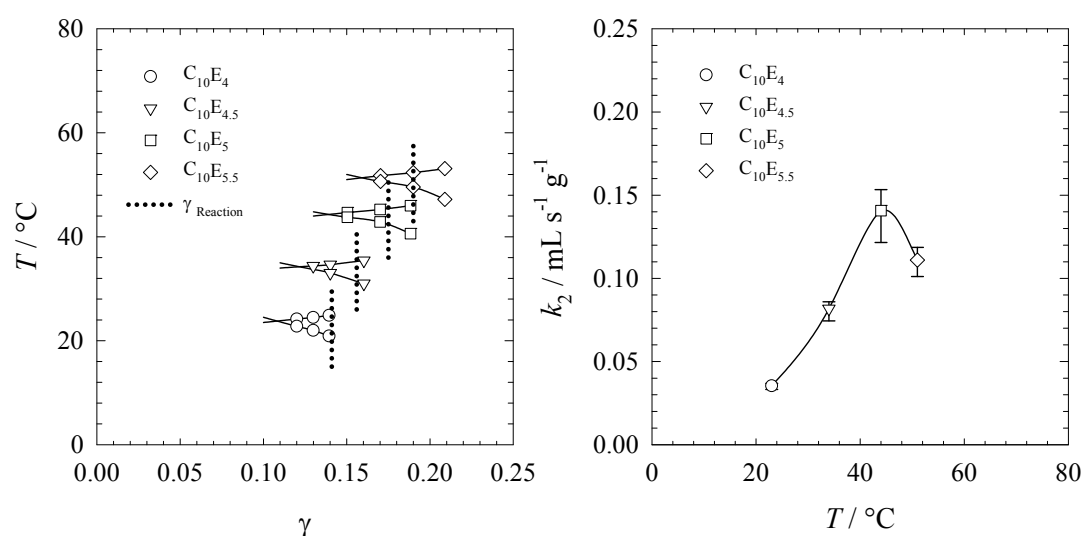 80
60
40
20
0
T / °C
C₁₀E₄
C₁₀E₄.₅
C₁₀E₅
C₁₀E₅.₅
γ Reaction
0.00 0.05 0.10 0.15 0.20 0.25
γ
0.25
0.20
0.15
0.10
0.05
0.00
k₂ / mL s⁻¹ g⁻¹
C₁₀E₄
C₁₀E₄.₅
C₁₀E₅
C₁₀E₅.₅
0 20 40 60 80
T / °C